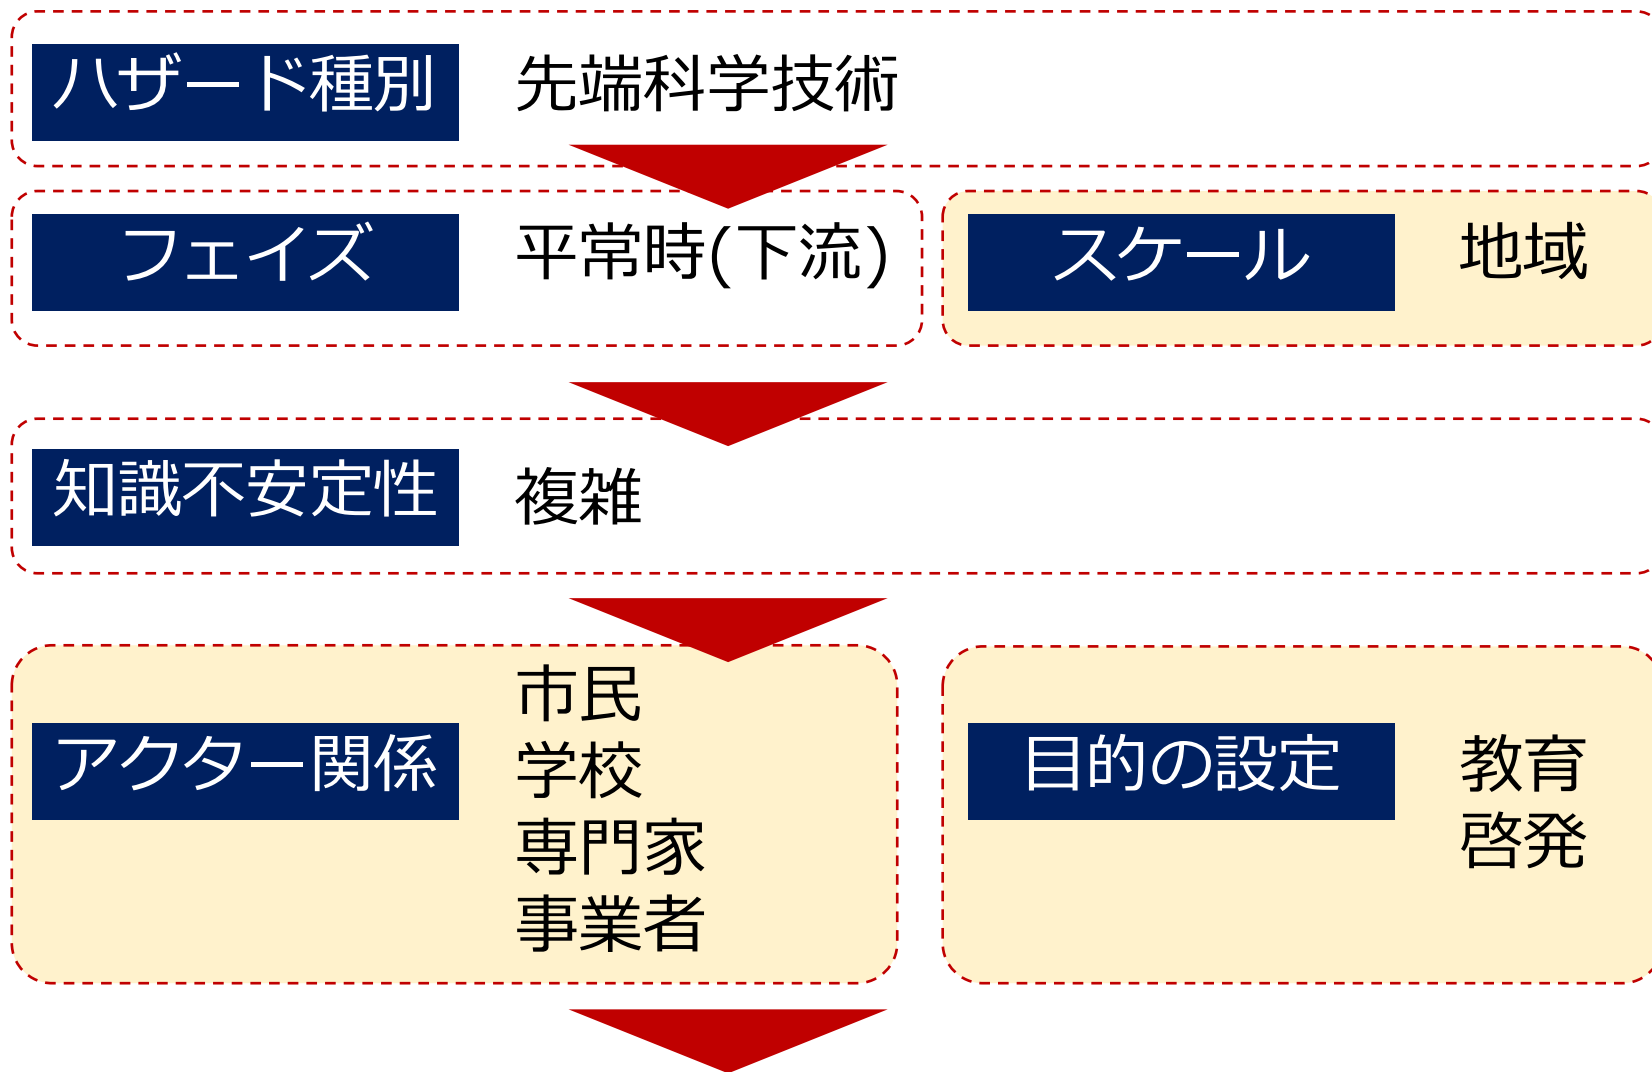 ハザード種別
先端科学技術
フェイズ
平常時(下流)
スケール
地域
知識不安定性
複雑
アクター関係
市民
学校
専門家
事業者
目的の設定
教育
啓発